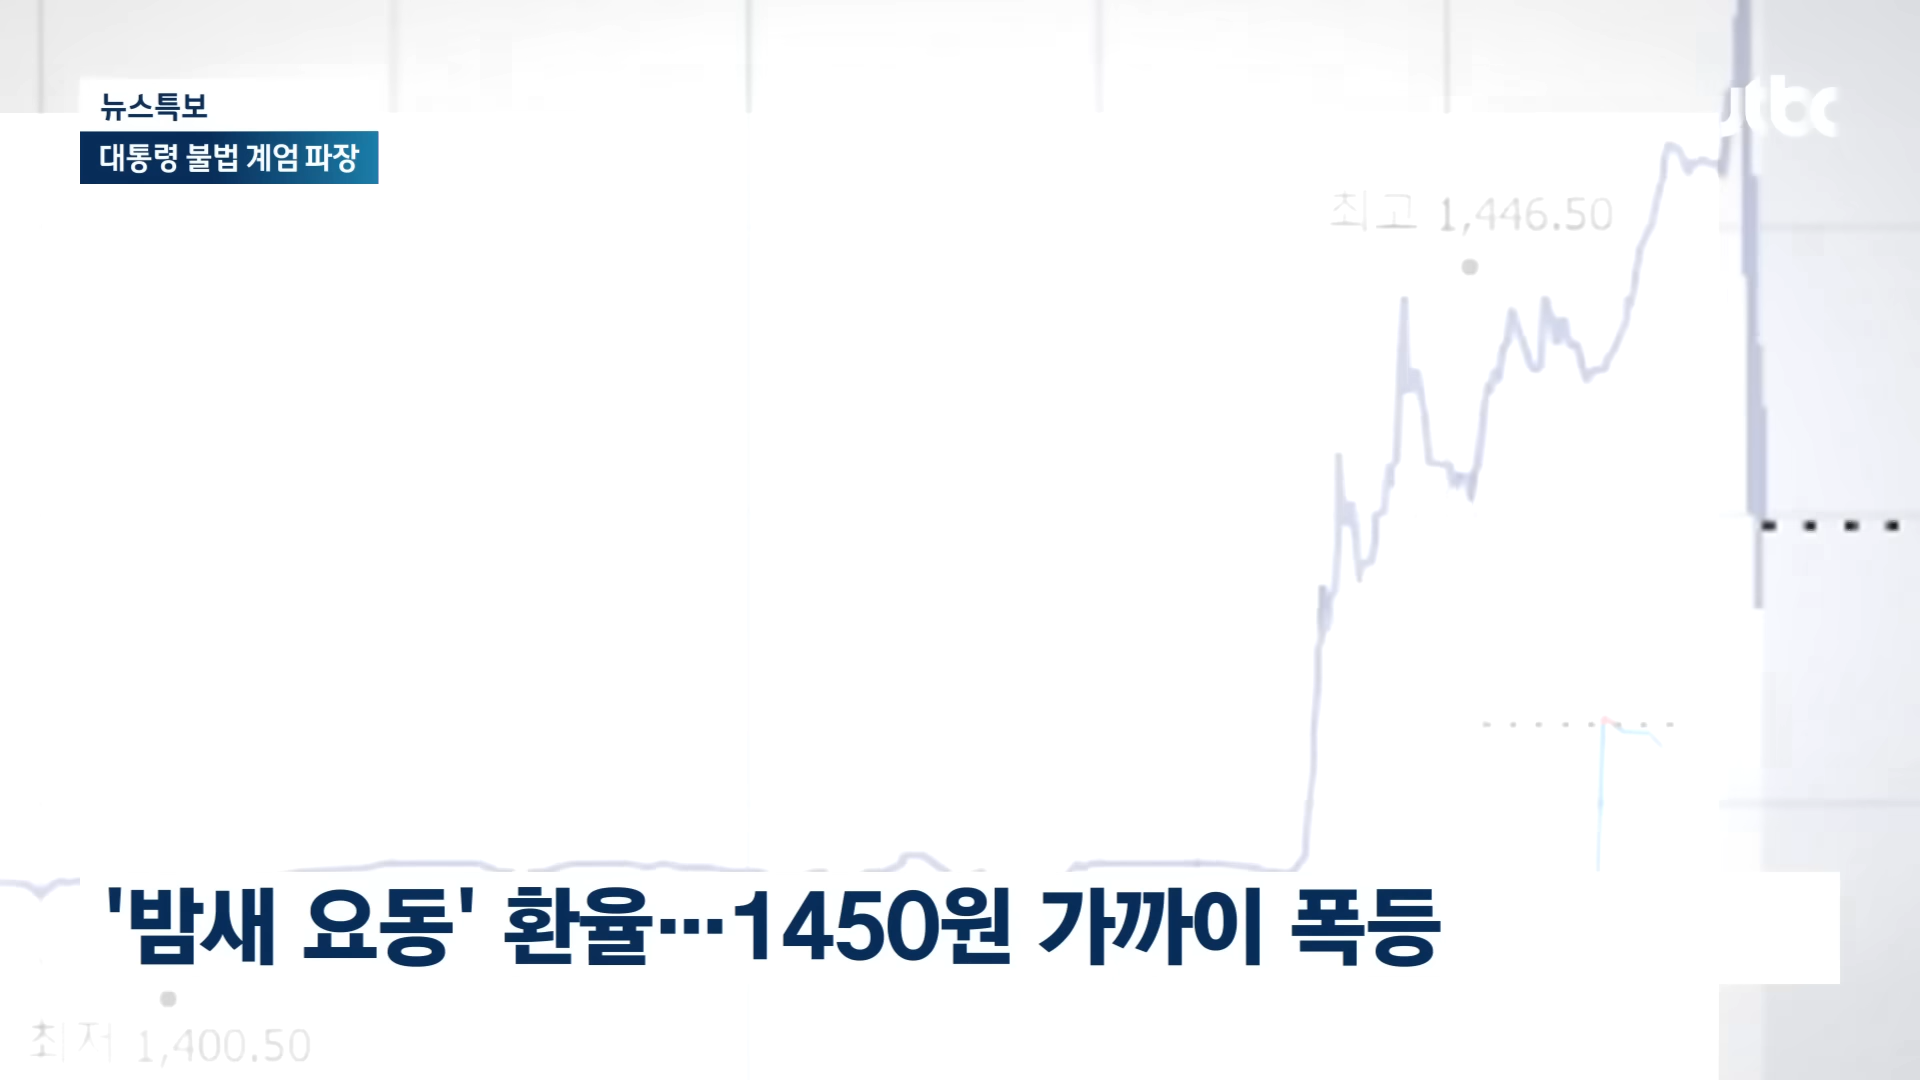 뉴스특보
jtbc
대통령 불법 계엄 파장
최고 1,446.50
'밤새 요동' 환율…1450원 가까이 폭등
최저 1,400.50